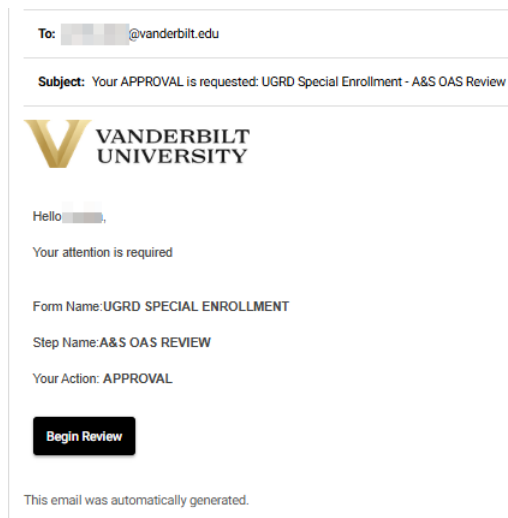 To: @vanderbilt.edu
Subject: Your APPROVAL is requested: UGRD Special Enrollment - A&S OAS Review
VANDERBILT
UNIVERSITY
Hello ,
Your attention is required
Form Name:UGRD SPECIAL ENROLLMENT
Step Name:A&S OAS REVIEW
Your Action: APPROVAL
Begin Review
This email was automatically generated.